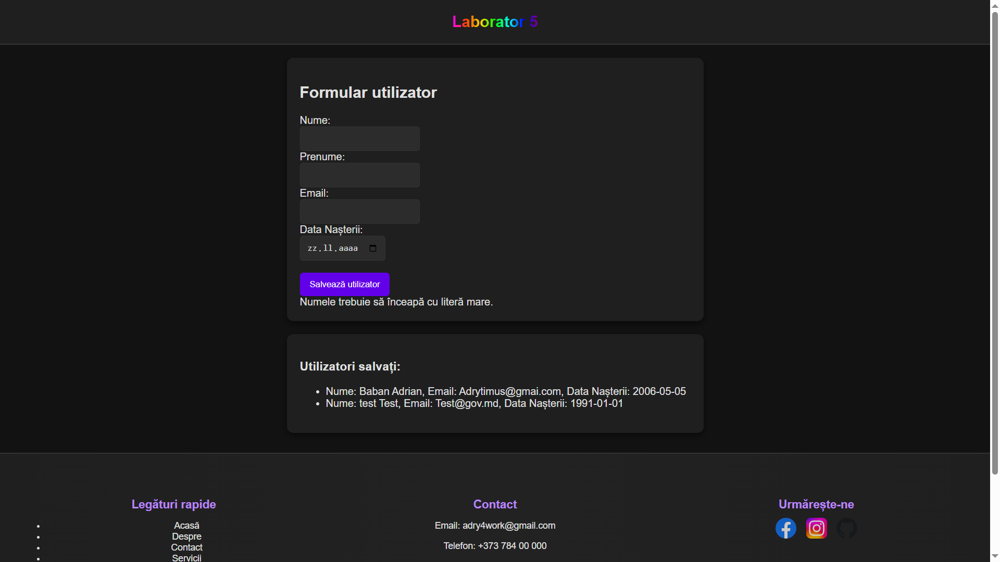 Laborator 5
Formular utilizator
Nume:
Prenume:
Email:
Data Nașterii:
zz.ll.aaaa
Salvează utilizator
Numele trebuie să înceapă cu literă mare.
Utilizatori salvați:
Nume: Baban Adrian, Email: Adrytimus@gmai.com, Data Nașterii: 2006-05-05
Nume: test Test, Email: Test@gov.md, Data Nașterii: 1991-01-01
Legături rapide
Acasă
Despre
Contact
Servicii
Contact
Email: adry4work@gmail.com
Telefon: +373 784 00 000
Urmărește-ne